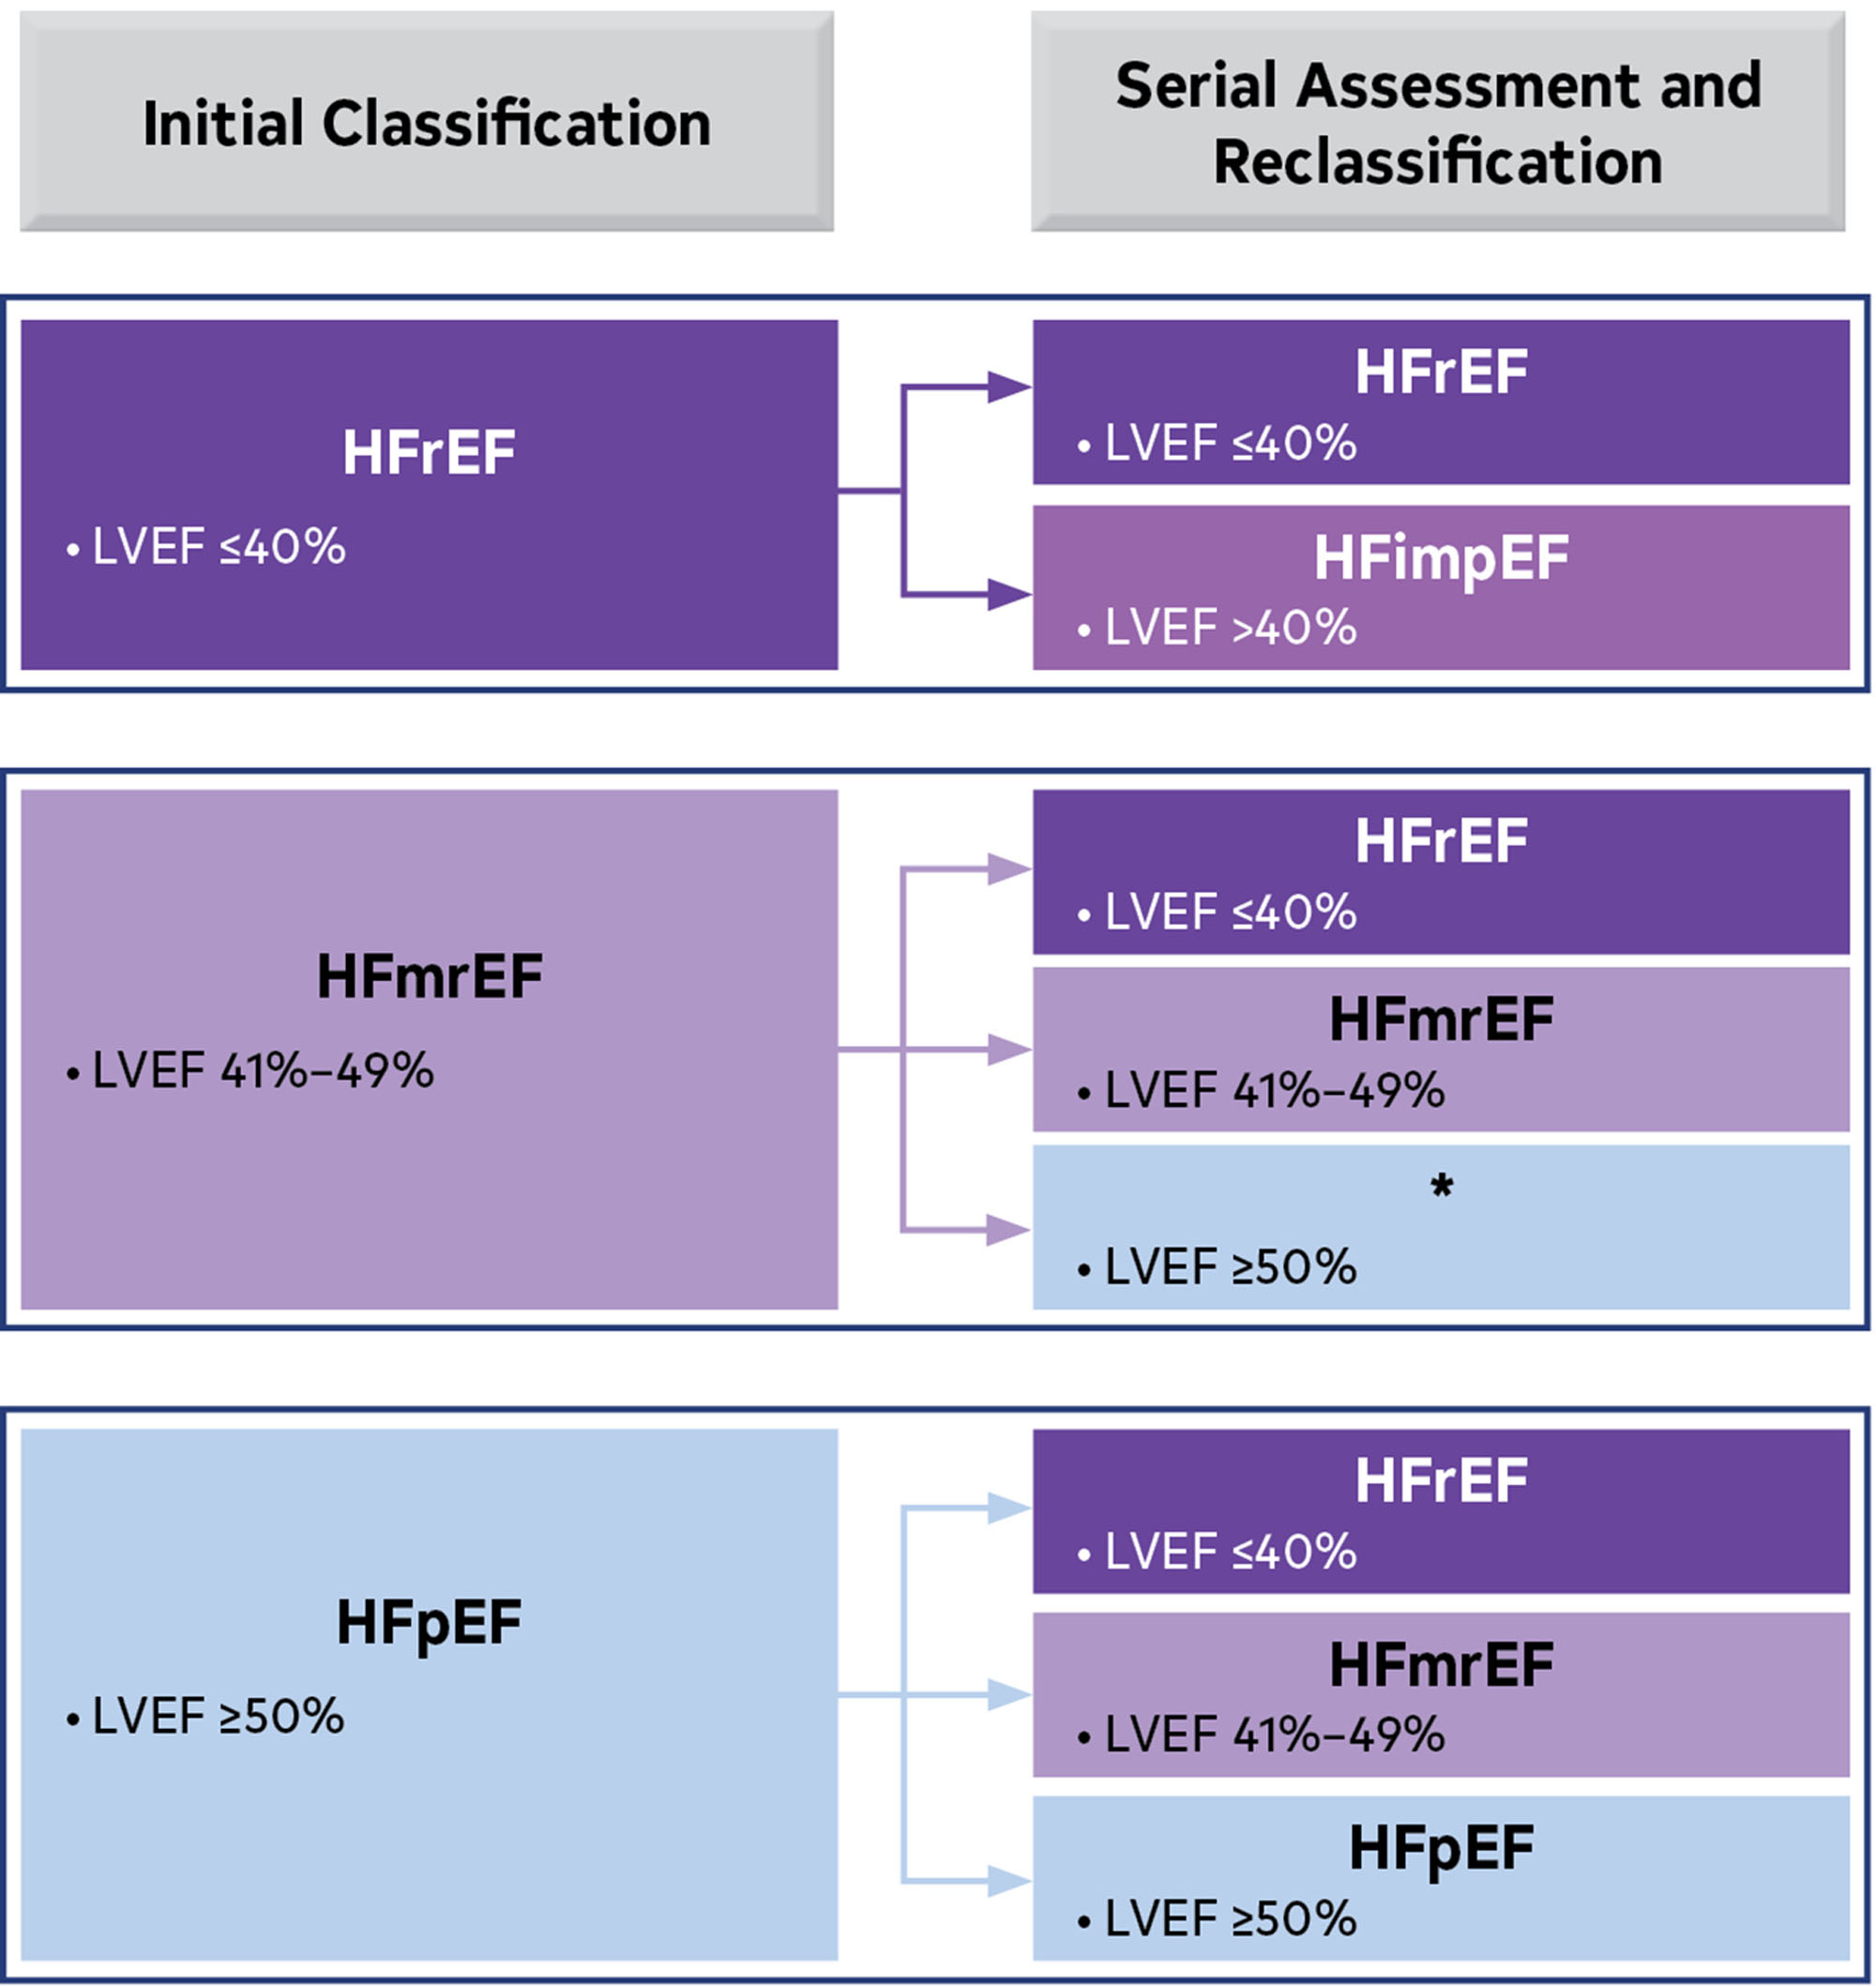 Initial Classification
Serial Assessment and
Reclassification
HFrEF
• LVEF ≤40%
HFrEF
• LVEF ≤40%
HFimpEF
• LVEF >40%
HFmrEF
• LVEF 41%–49%
HFrEF
• LVEF ≤40%
HFmrEF
• LVEF 41%–49%
*
• LVEF ≥50%
HFpEF
• LVEF ≥50%
HFrEF
• LVEF ≤40%
HFmrEF
• LVEF 41%–49%
HFpEF
• LVEF ≥50%